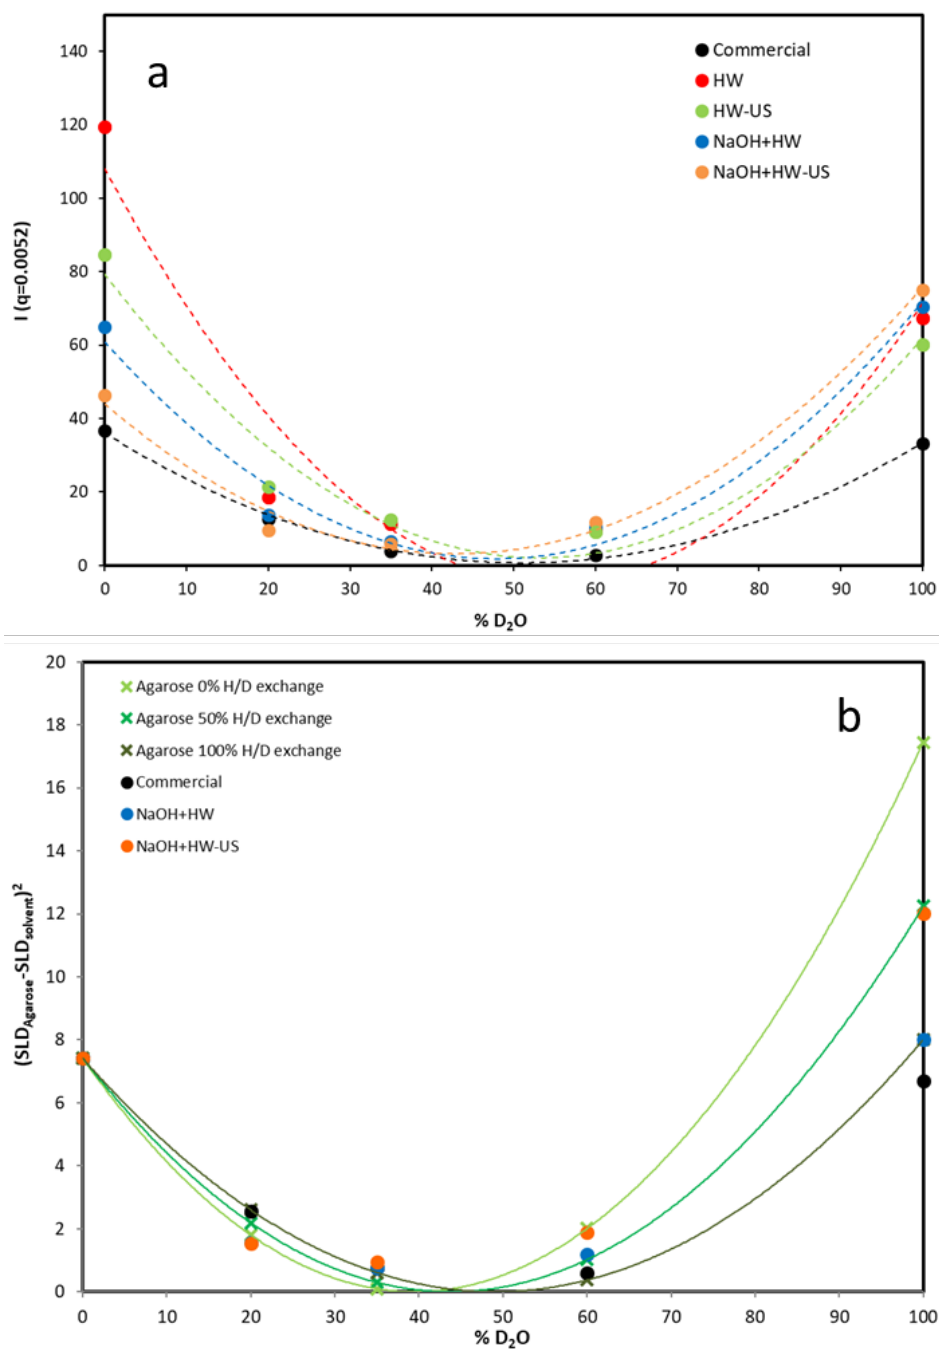 140
120
100
80
60
40
20
0
I (q=0.0052)
a
Commercial
HW
HW-US
NaOH+HW
NaOH+HW-US
0 10 20 30 40 50 60 70 80 90 100
% D₂O
20
18
16
14
12
10
8
6
4
2
0
(SLD_Agarose-SLD_solvent)²
Agarose 0% H/D exchange
Agarose 50% H/D exchange
Agarose 100% H/D exchange
Commercial
NaOH+HW
NaOH+HW-US
b
0 10 20 30 40 50 60 70 80 90 100
% D₂O